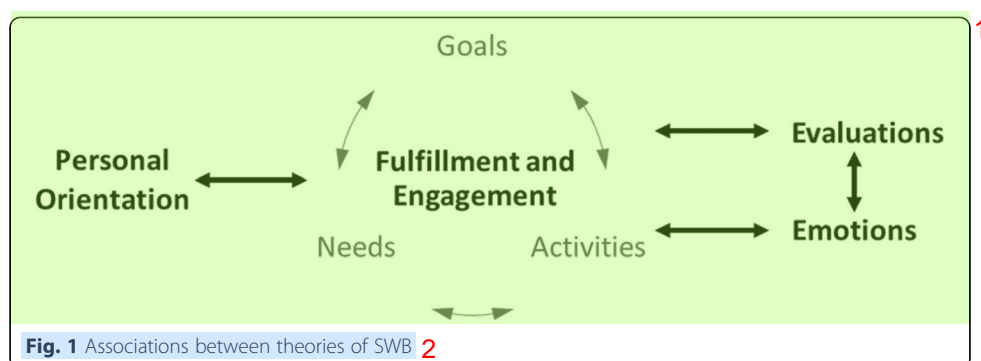 1
Goals
Evaluations
Personal
Orientation
Fulfillment and
Engagement
Emotions
Needs
Activities
Fig. 1 Associations between theories of SWB 2